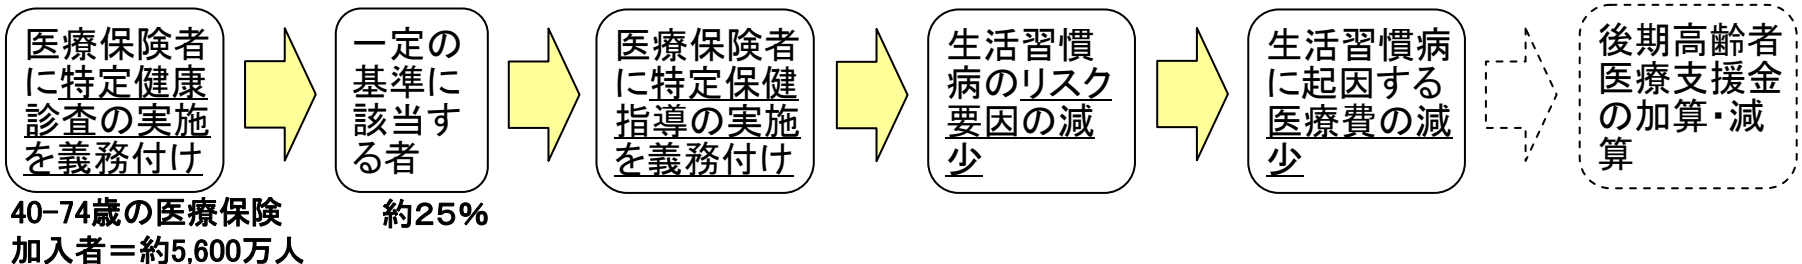 医療保険者
に特定健康
診査の実施
を義務付け
40-74歳の医療保険
加入者＝約5,600万人
一定の
基準に
該当す
る者
約25%
医療保険者
に特定保健
指導の実施
を義務付け
生活習慣
病のリスク
要因の減
少
生活習慣病
に起因する
医療費の減
少
後期高齢者
医療支援金
の加算・減
算